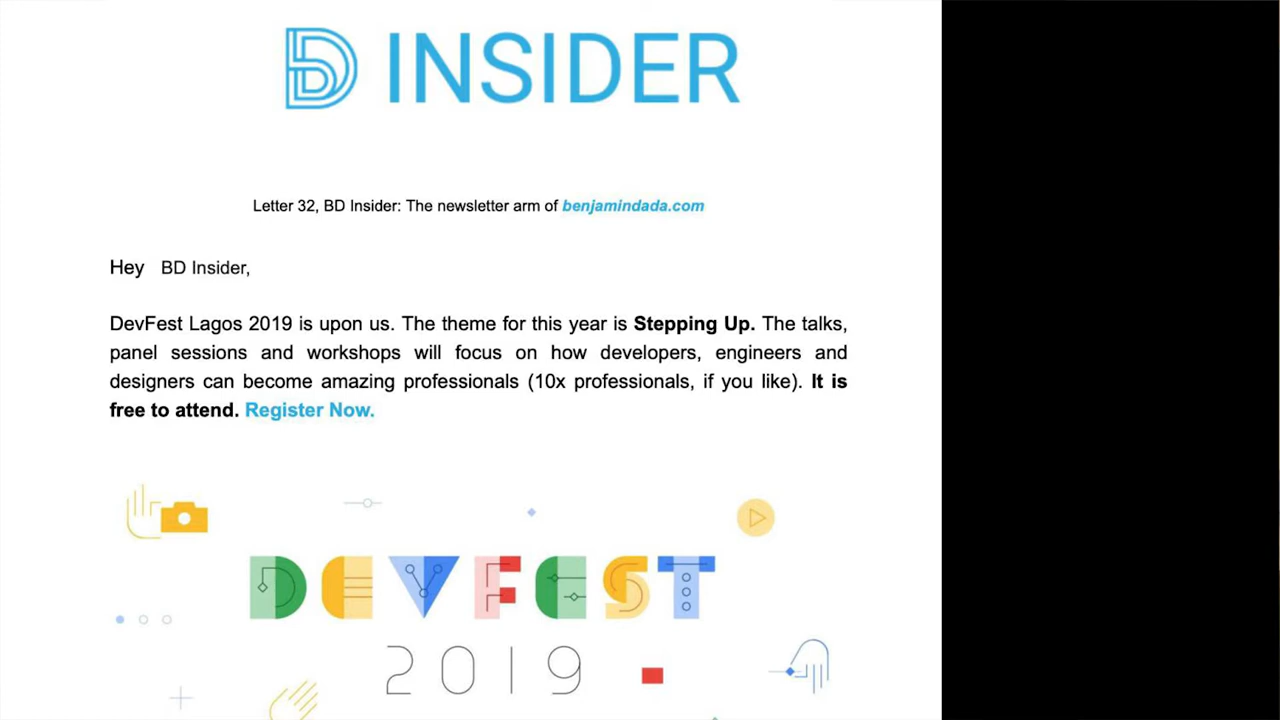 BD INSIDER
Letter 32, BD Insider: The newsletter arm of benjamindada.com
Hey BD Insider,
DevFest Lagos 2019 is upon us. The theme for this year is Stepping Up. The talks,
panel sessions and workshops will focus on how developers, engineers and
designers can become amazing professionals (10x professionals, if you like). It is
free to attend. Register Now.
DEVFEST
2019